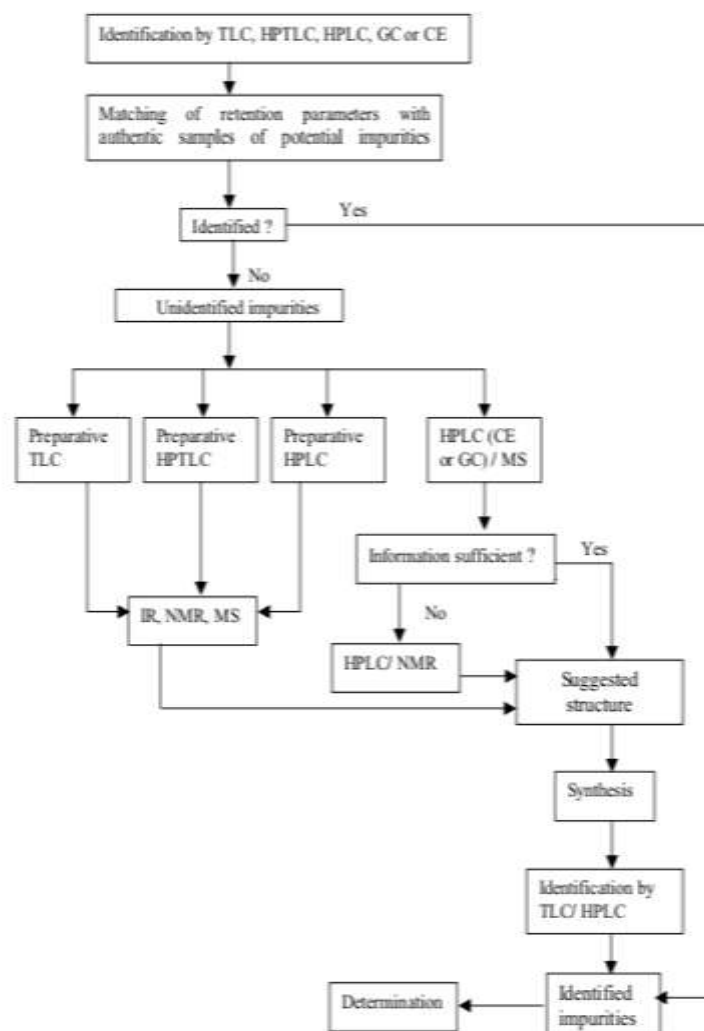 Identification by TLC, HPTLC, HPLC, GC or CE
Matching of retention parameters with
authentic samples of potential impurities
Yes
Identified ?
No
Unidentified impurities
Preparative
TLC
Preparative
HPTLC
Preparative
HPLC
HPLC (CE
or GC) / MS
Information sufficient ?
Yes
IR, NMR, MS
No
HPLC/ NMR
Suggested
structure
Synthesis
Identification by
TLC/ HPLC
Determination
Identified
impurities